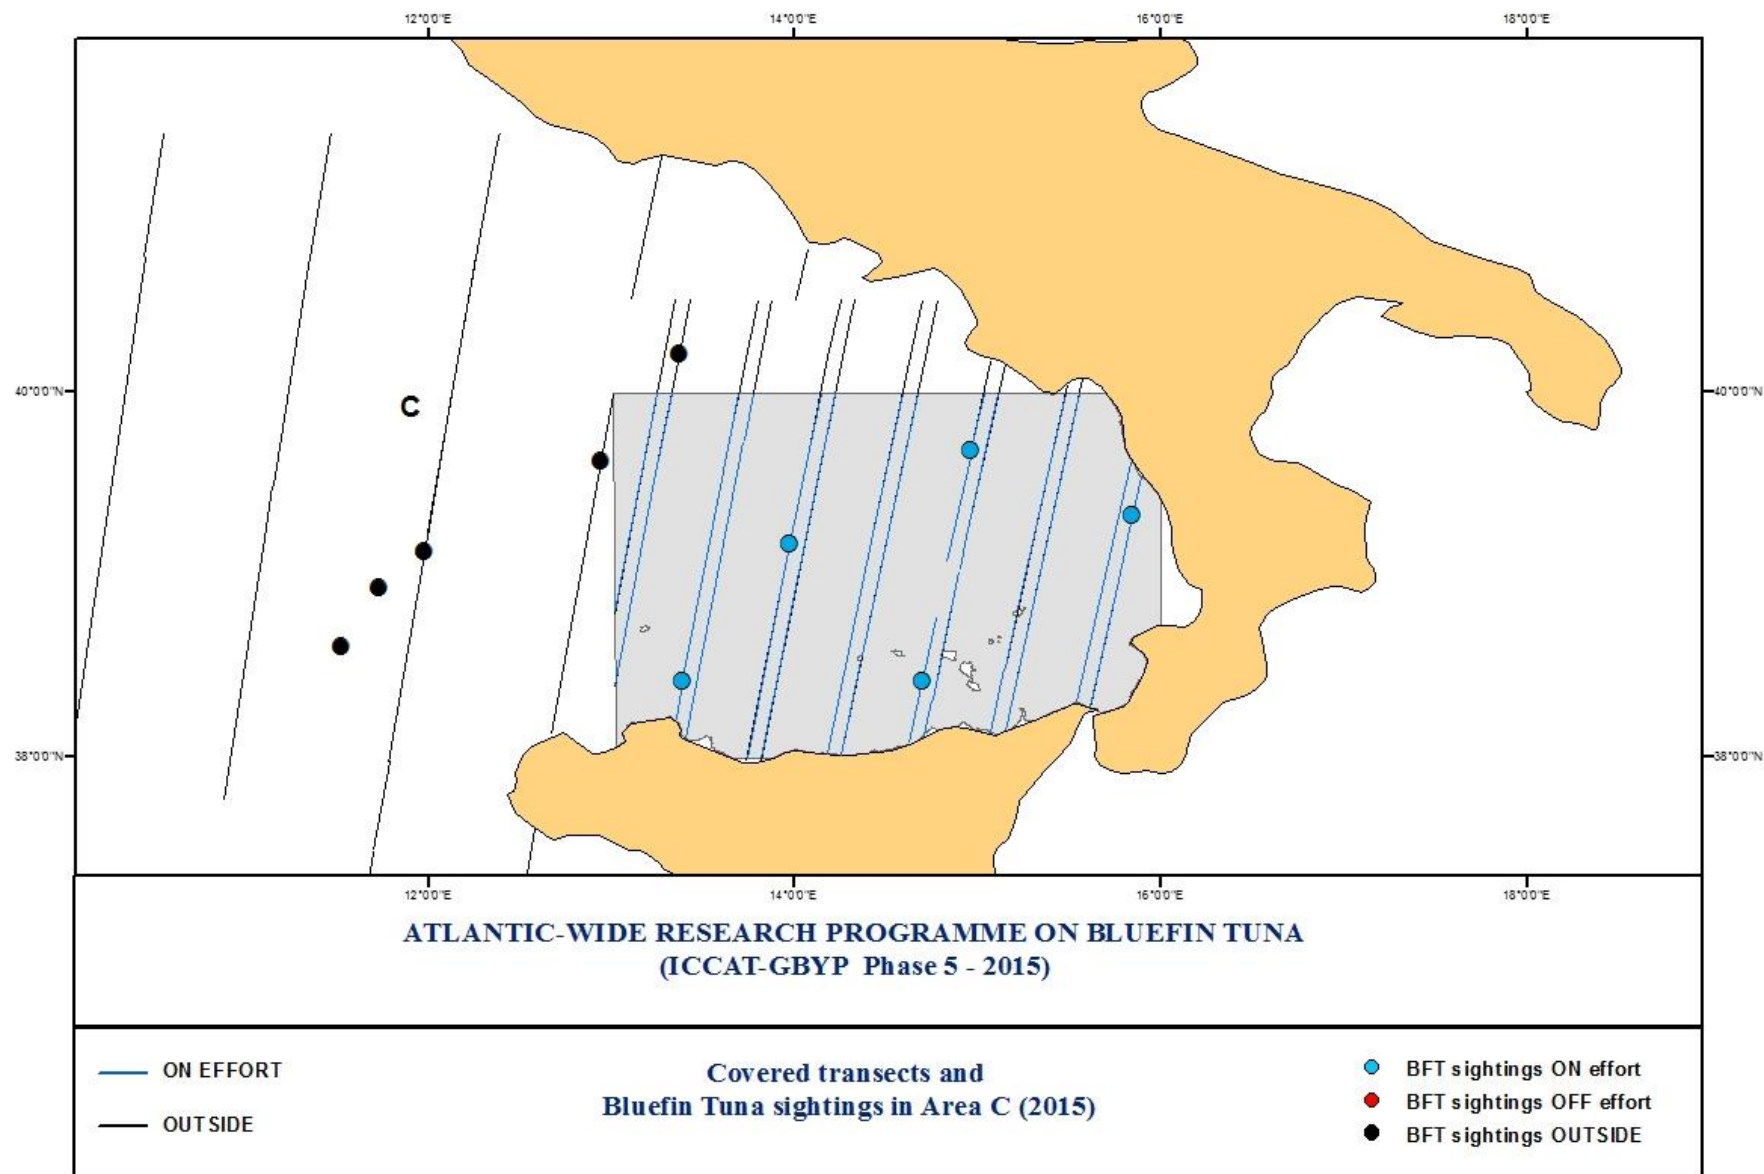 12°0'0"E 14°0'0"E 16°0'0"E 18°0'0"E
40°0'0"N 40°0'0"N
C
38°0'0"N 38°0'0"N
12°0'0"E 14°0'0"E 16°0'0"E 18°0'0"E
ATLANTIC-WIDE RESEARCH PROGRAMME ON BLUEFIN TUNA
(ICCAT-GBYP Phase 5 - 2015)
ON EFFORT
OUTSIDE
Covered transects and
Bluefin Tuna sightings in Area C (2015)
BFT sightings ON effort
BFT sightings OFF effort
BFT sightings OUTSIDE